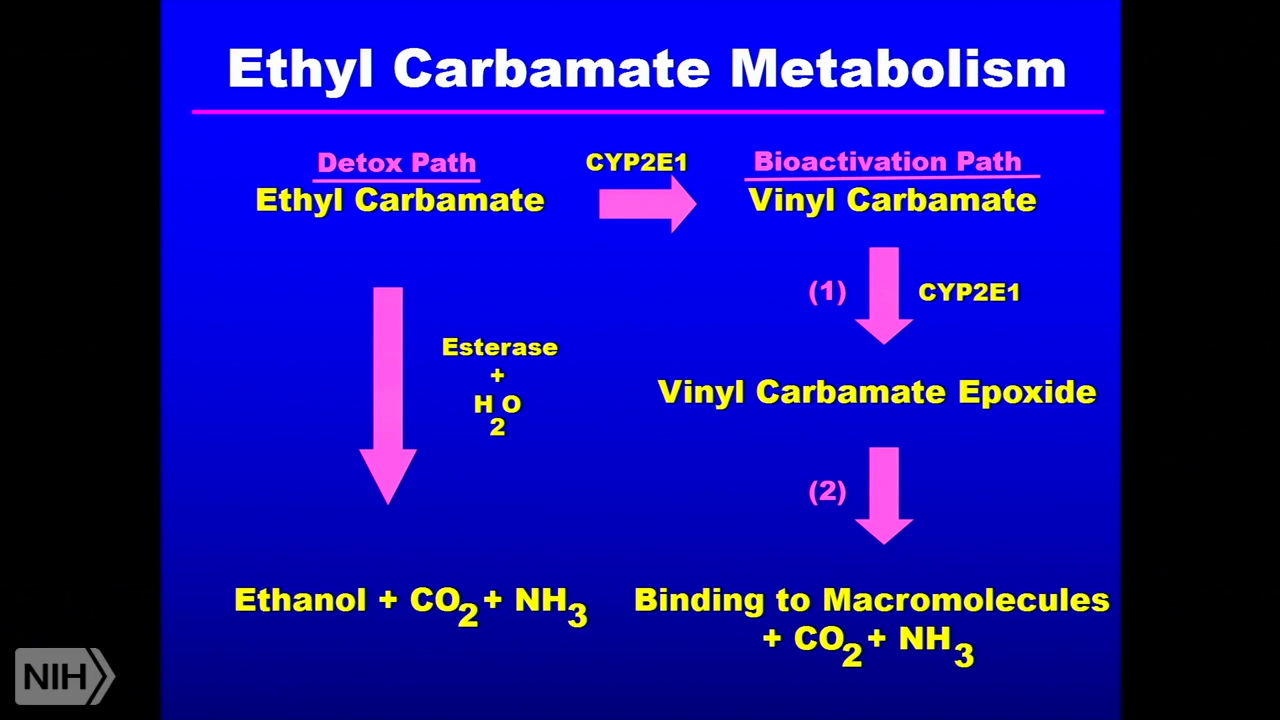 Ethyl Carbamate Metabolism
Detox Path
CYP2E1
Bioactivation Path
Ethyl Carbamate
Vinyl Carbamate
(1)
CYP2E1
Esterase
+
H2O
Vinyl Carbamate Epoxide
(2)
Ethanol + CO2 + NH3
Binding to Macromolecules
+ CO2 + NH3
NIH